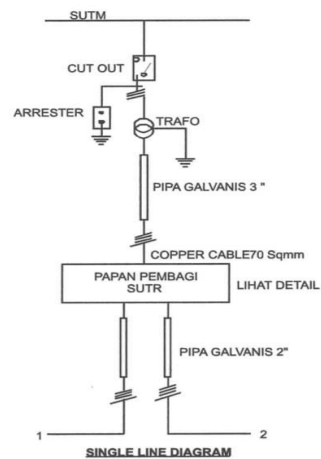 SUTM
CUT OUT
ARRESTER
TRAFO
PIPA GALVANIS 3 "
COPPER CABLE70 Sqmm
PAPAN PEMBAGI
SUTR
LIHAT DETAIL
PIPA GALVANIS 2"
1
2
SINGLE LINE DIAGRAM